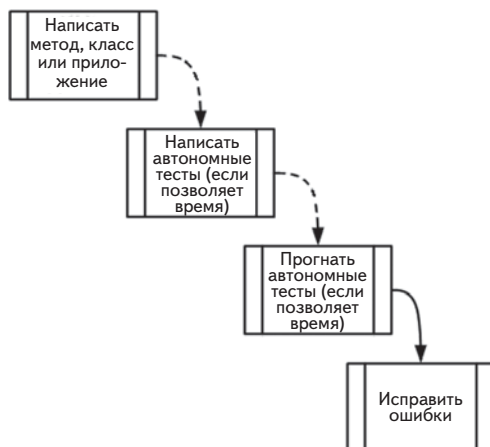 Написать
метод, класс
или прило-
жение
Написать
автономные
тесты (если
позволяет
время)
Прогнать
автономные
тесты (если
позволяет
время)
Исправить
ошибки